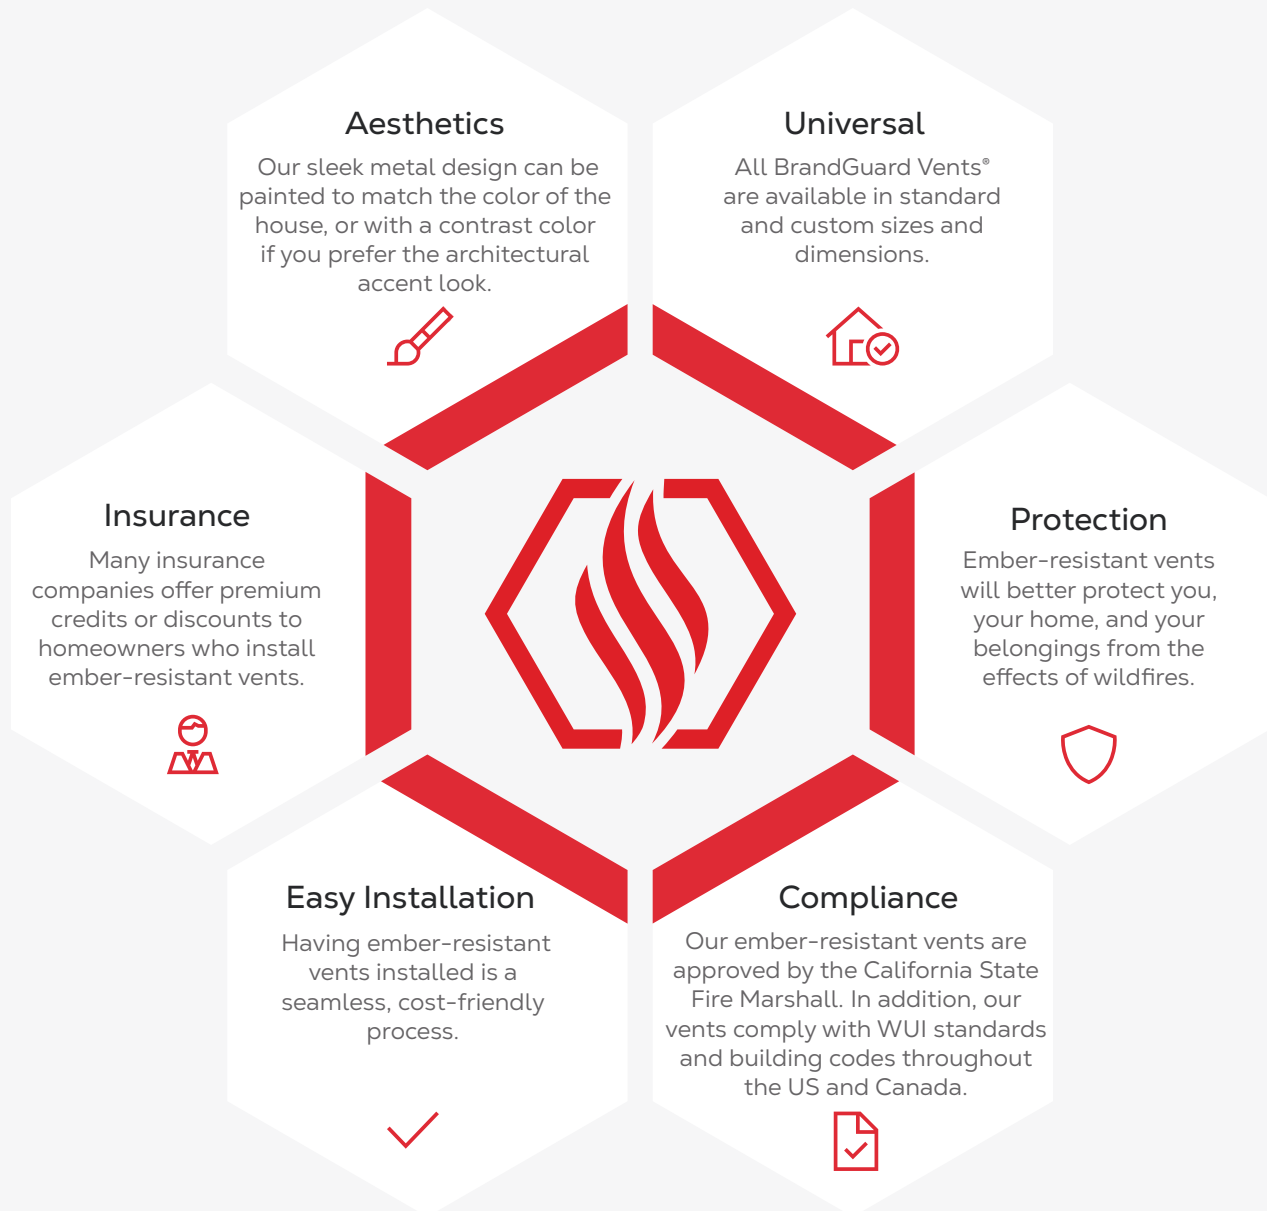 Aesthetics
Our sleek metal design can be
painted to match the color of the
house, or with a contrast color
if you prefer the architectural
accent look.
Universal
All BrandGuard Vents®
are available in standard
and custom sizes and
dimensions.
Insurance
Many insurance
companies offer premium
credits or discounts to
homeowners who install
ember-resistant vents.
Protection
Ember-resistant vents
will better protect you,
your home, and your
belongings from the
effects of wildfires.
Easy Installation
Having ember-resistant
vents installed is a
seamless, cost-friendly
process.
Compliance
Our ember-resistant vents are
approved by the California State
Fire Marshall. In addition, our
vents comply with WUI standards
and building codes throughout
the US and Canada.